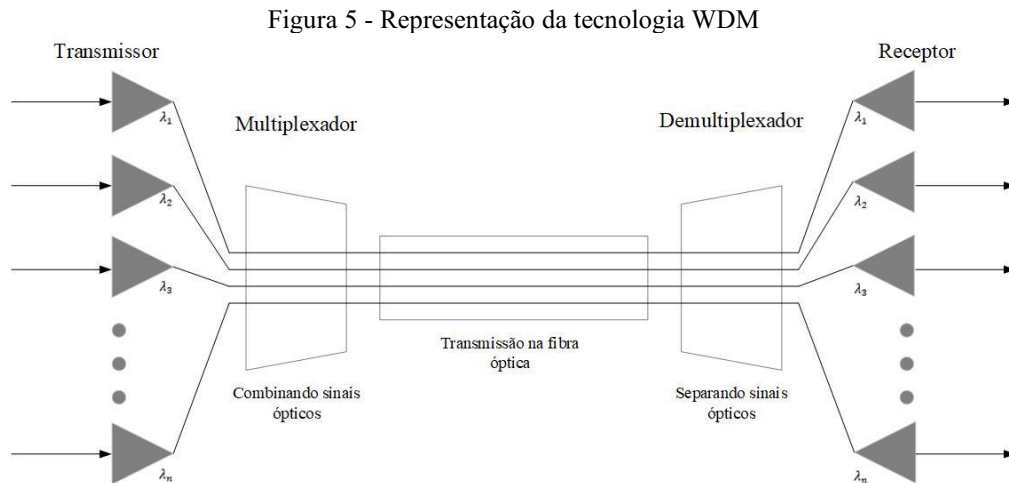 Figura 5 - Representação da tecnologia WDM
Transmissor
Receptor
Multiplexador
Demultiplexador
λ₁
λ₁
λ₂
λ₂
λ₃
λ₃
Transmissão na fibra
óptica
Combinando sinais
ópticos
Separando sinais
ópticos
λₙ
λₙ